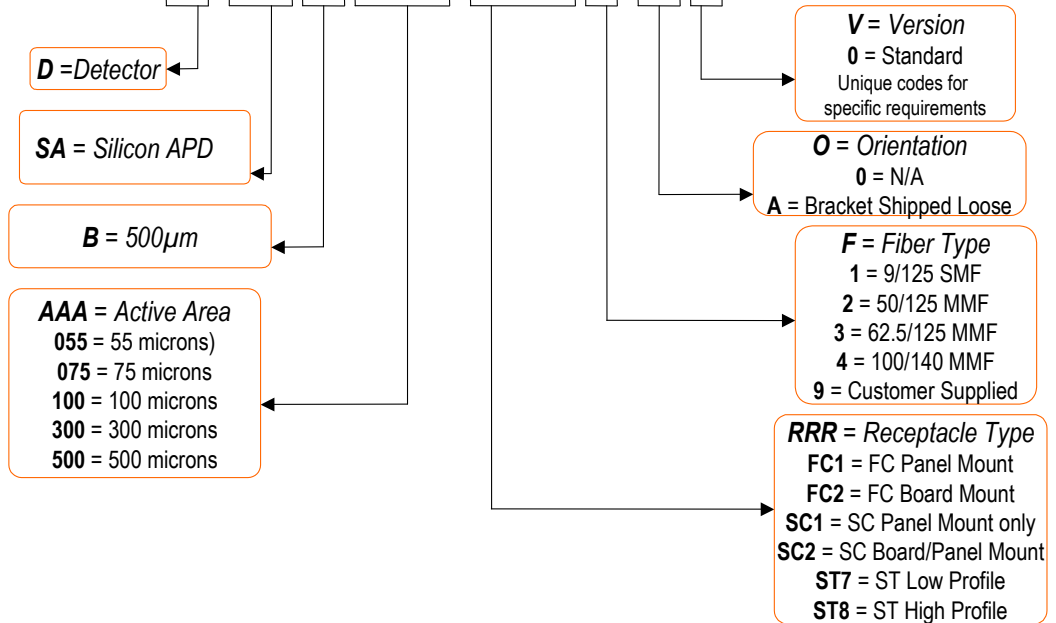 D =Detector
SA = Silicon APD
B = 500µm
AAA = Active Area
055 = 55 microns)
075 = 75 microns
100 = 100 microns
300 = 300 microns
500 = 500 microns
V = Version
0 = Standard
Unique codes for
specific requirements
O = Orientation
0 = N/A
A = Bracket Shipped Loose
F = Fiber Type
1 = 9/125 SMF
2 = 50/125 MMF
3 = 62.5/125 MMF
4 = 100/140 MMF
9 = Customer Supplied
RRR = Receptacle Type
FC1 = FC Panel Mount
FC2 = FC Board Mount
SC1 = SC Panel Mount only
SC2 = SC Board/Panel Mount
ST7 = ST Low Profile
ST8 = ST High Profile